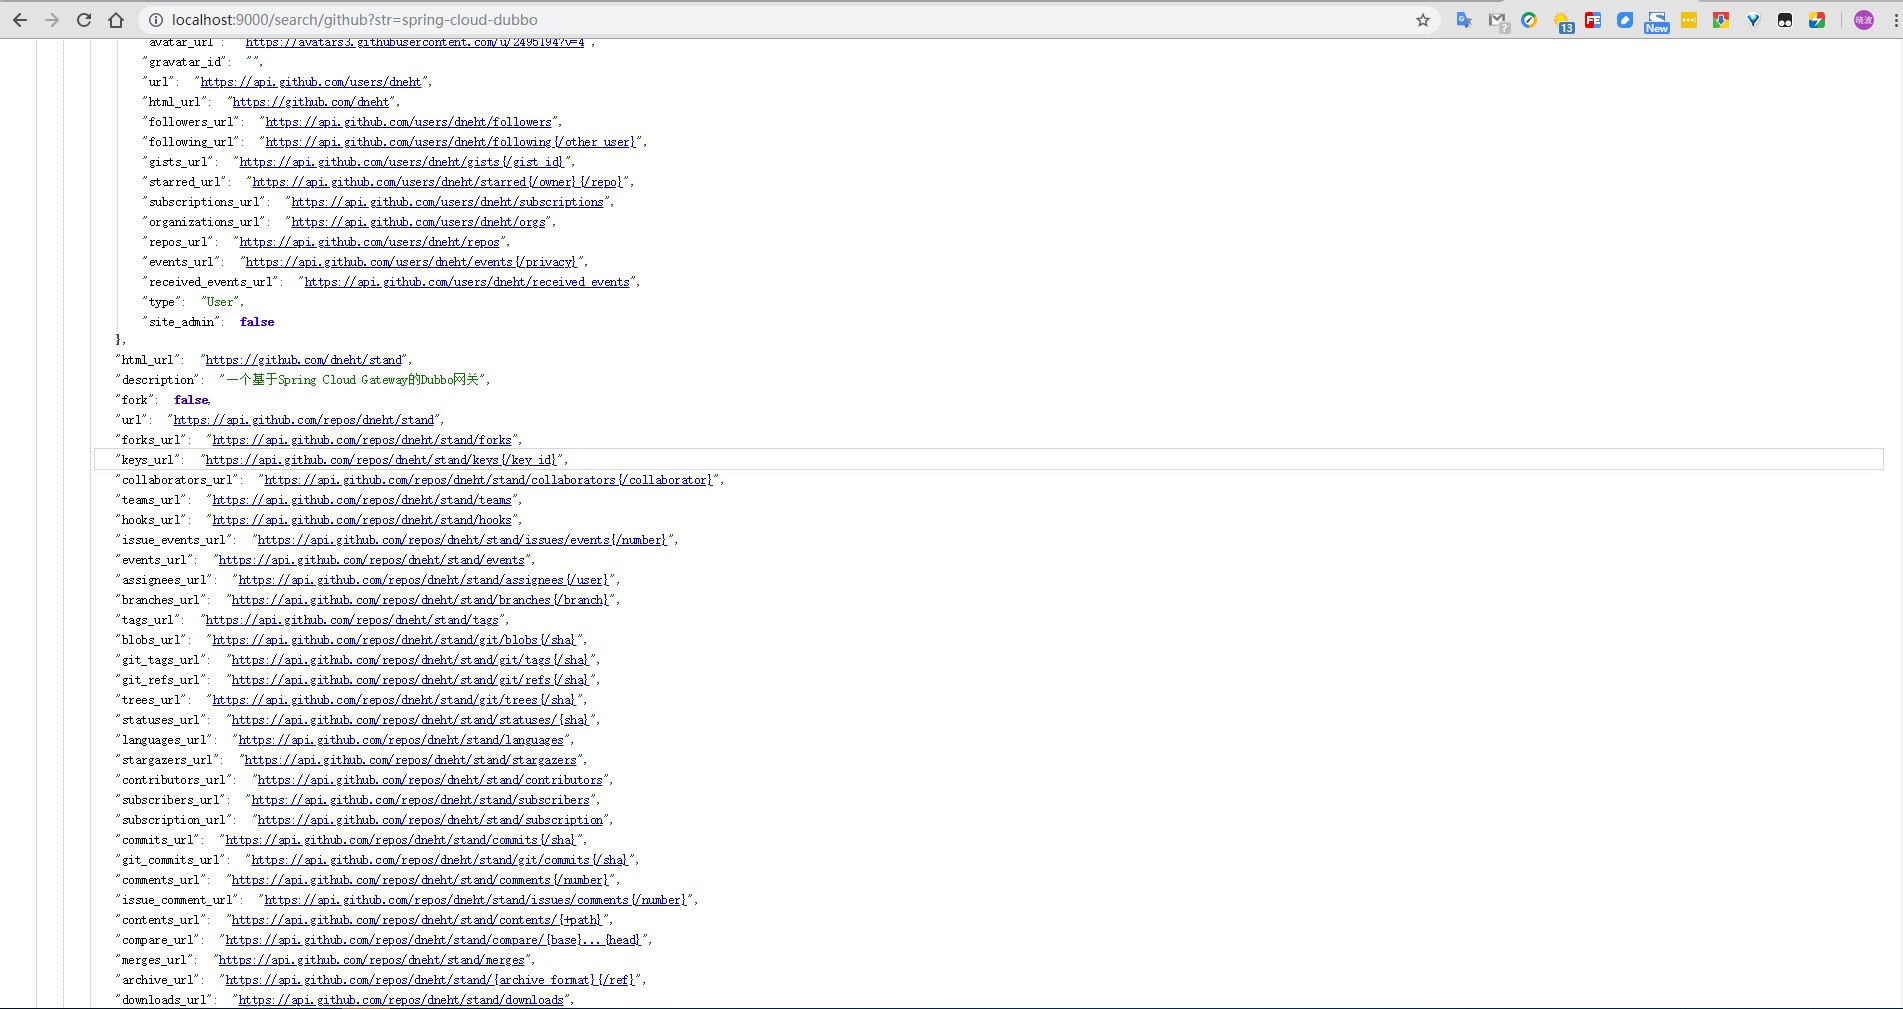 localhost:9000/search/github?str=spring-cloud-dubbo
13
FE
New
晓波
"avatar_url": "https://avatars3.githubusercontent.com/u/2495194?v=4",
"gravatar_id": "",
"url": "https://api.github.com/users/dneht",
"html_url": "https://github.com/dneht",
"followers_url": "https://api.github.com/users/dneht/followers",
"following_url": "https://api.github.com/users/dneht/following{/other_user}",
"gists_url": "https://api.github.com/users/dneht/gists{/gist_id}",
"starred_url": "https://api.github.com/users/dneht/starred{/owner}{/repo}",
"subscriptions_url": "https://api.github.com/users/dneht/subscriptions",
"organizations_url": "https://api.github.com/users/dneht/orgs",
"repos_url": "https://api.github.com/users/dneht/repos",
"events_url": "https://api.github.com/users/dneht/events{/privacy}",
"received_events_url": "https://api.github.com/users/dneht/received_events",
"type": "User",
"site_admin": false
},
"html_url": "https://github.com/dneht/stand",
"description": "一个基于Spring Cloud Gateway的Dubbo网关",
"fork": false,
"url": "https://api.github.com/repos/dneht/stand",
"forks_url": "https://api.github.com/repos/dneht/stand/forks",
"keys_url": "https://api.github.com/repos/dneht/stand/keys{/key_id}",
"collaborators_url": "https://api.github.com/repos/dneht/stand/collaborators{/collaborator}",
"teams_url": "https://api.github.com/repos/dneht/stand/teams",
"hooks_url": "https://api.github.com/repos/dneht/stand/hooks",
"issue_events_url": "https://api.github.com/repos/dneht/stand/issues/events{/number}",
"events_url": "https://api.github.com/repos/dneht/stand/events",
"assignees_url": "https://api.github.com/repos/dneht/stand/assignees{/user}",
"branches_url": "https://api.github.com/repos/dneht/stand/branches{/branch}",
"tags_url": "https://api.github.com/repos/dneht/stand/tags",
"blobs_url": "https://api.github.com/repos/dneht/stand/git/blobs{/sha}",
"git_tags_url": "https://api.github.com/repos/dneht/stand/git/tags{/sha}",
"git_refs_url": "https://api.github.com/repos/dneht/stand/git/refs{/sha}",
"trees_url": "https://api.github.com/repos/dneht/stand/git/trees{/sha}",
"statuses_url": "https://api.github.com/repos/dneht/stand/statuses/{sha}",
"languages_url": "https://api.github.com/repos/dneht/stand/languages",
"stargazers_url": "https://api.github.com/repos/dneht/stand/stargazers",
"contributors_url": "https://api.github.com/repos/dneht/stand/contributors",
"subscribers_url": "https://api.github.com/repos/dneht/stand/subscribers",
"subscription_url": "https://api.github.com/repos/dneht/stand/subscription",
"commits_url": "https://api.github.com/repos/dneht/stand/commits{/sha}",
"git_commits_url": "https://api.github.com/repos/dneht/stand/git/commits{/sha}",
"comments_url": "https://api.github.com/repos/dneht/stand/comments{/number}",
"issue_comment_url": "https://api.github.com/repos/dneht/stand/issues/comments{/number}",
"contents_url": "https://api.github.com/repos/dneht/stand/contents/{+path}",
"compare_url": "https://api.github.com/repos/dneht/stand/compare/{base}...{head}",
"merges_url": "https://api.github.com/repos/dneht/stand/merges",
"archive_url": "https://api.github.com/repos/dneht/stand/{archive_format}{/ref}",
"downloads_url": "https://api.github.com/repos/dneht/stand/downloads",